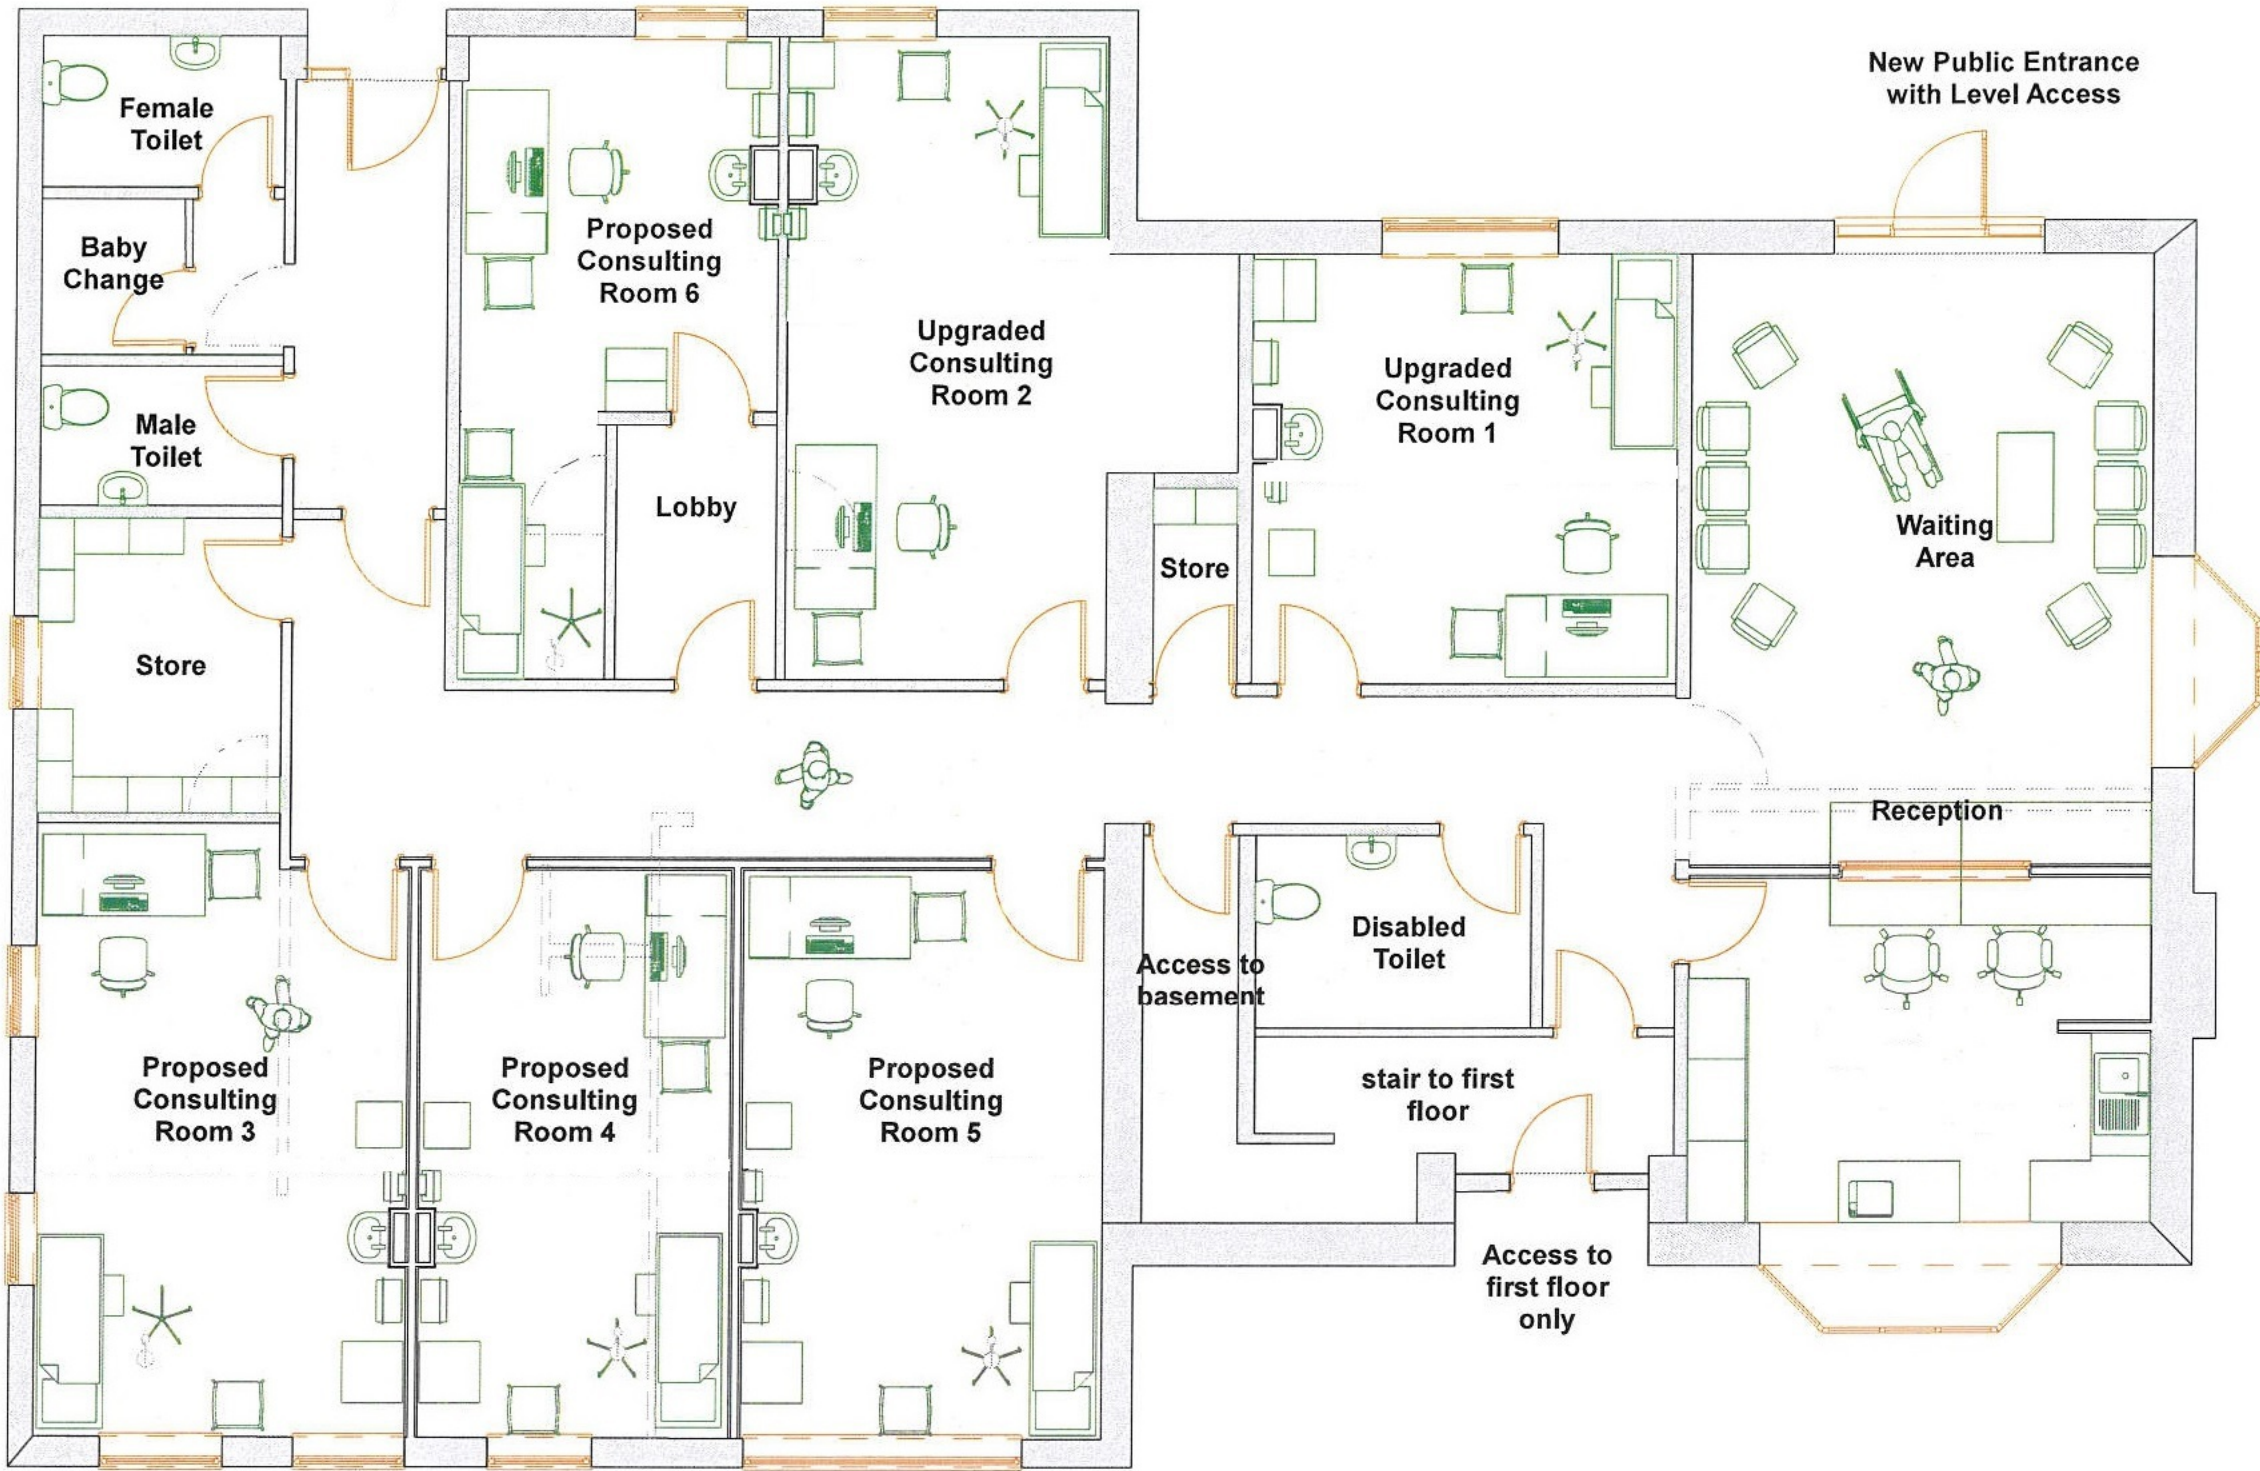 New Public Entrance
with Level Access
Female
Toilet
Baby
Change
Male
Toilet
Store
Proposed
Consulting
Room 6
Lobby
Upgraded
Consulting
Room 2
Store
Upgraded
Consulting
Room 1
Waiting
Area
Reception
Proposed
Consulting
Room 3
Proposed
Consulting
Room 4
Proposed
Consulting
Room 5
Access to
basement
Disabled
Toilet
stair to first
floor
Access to
first floor
only